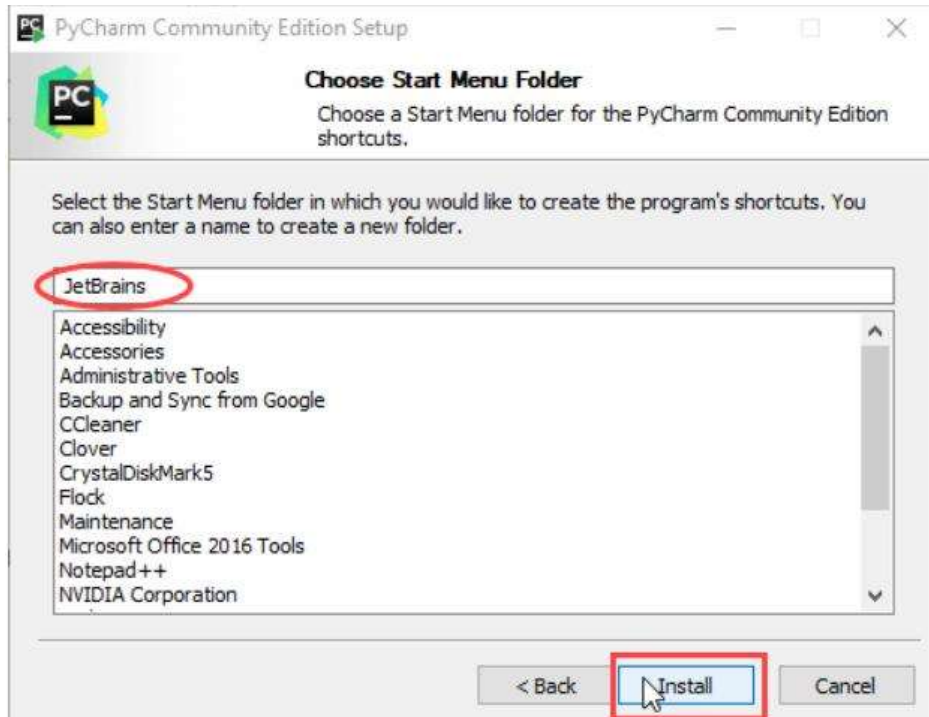 PyCharm Community Edition Setup
PC
Choose Start Menu Folder
Choose a Start Menu folder for the PyCharm Community Edition
shortcuts.
Select the Start Menu folder in which you would like to create the program's shortcuts. You
can also enter a name to create a new folder.
JetBrains
Accessibility
Accessories
Administrative Tools
Backup and Sync from Google
CCleaner
Clover
CrystalDiskMark5
Flock
Maintenance
Microsoft Office 2016 Tools
Notepad++
NVIDIA Corporation
< Back Install Cancel